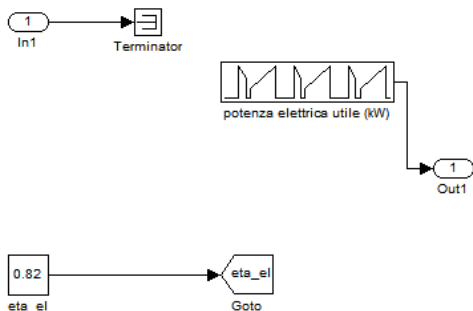 1
In1
Terminator
potenza elettrica utile (kW)
1
Out1
0.82
eta_el
eta_el
Goto